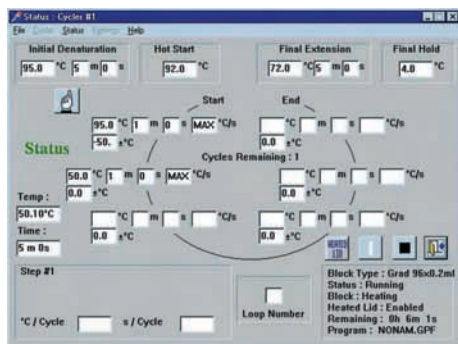 Status : Cycler #1
File Cycler Status Options Help
Initial Denaturation Hot Start Final Extension Final Hold
95.0 °C 5 m 0 s 92.0 °C 72.0 °C 5 m 0 s 4.0 °C
Start End
95.0 °C 1 m 0 s MAX °C/s °C m s °C/s
-50. ±°C 0.0 ±°C
Status
Cycles Remaining : 1
50.0 °C 1 m 0 s MAX °C/s °C m s °C/s
0.0 ±°C 0.0 ±°C
Temp :
50.10°C
°C m s °C/s °C m s °C/s
0.0 ±°C 0.0 ±°C
Time :
5 m 0s
HEATED LID
Step #1
°C / Cycle s / Cycle
Loop Number
Block Type : Grad 96x0.2ml
Status : Running
Block : Heating
Heated Lid : Enabled
Remaining : 0h 6m 1s
Program : NONAM.GPF